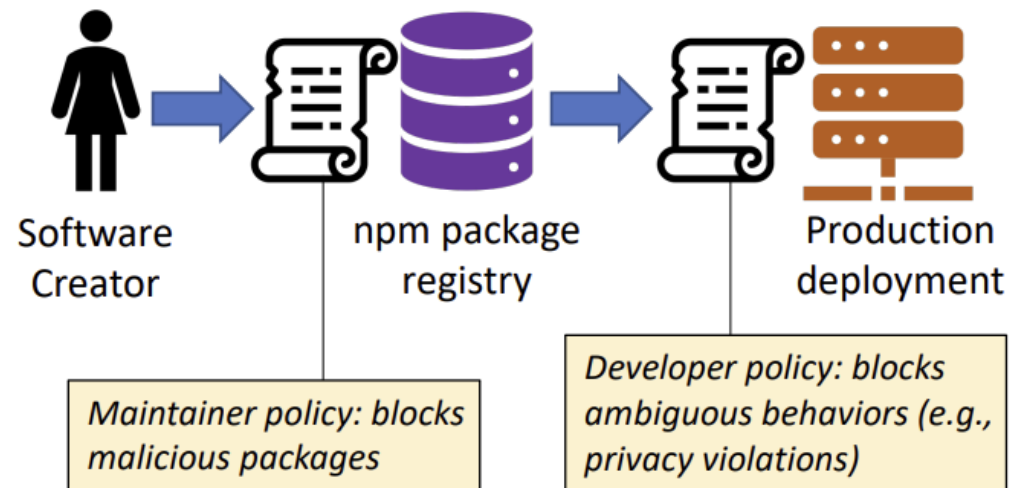 Software
Creator
npm package
registry
Production
deployment
Maintainer policy: blocks
malicious packages
Developer policy: blocks
ambiguous behaviors (e.g.,
privacy violations)